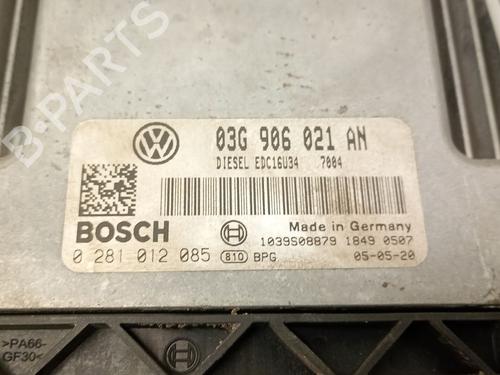 B-PARTS
03G 906 021 AN
DIESEL EDC16U34 7004
BOSCH
Made in Germany
1039S08879 1849 0507
0 281 012 085 810 BPG 05-05-20
>PA66-
GF30<